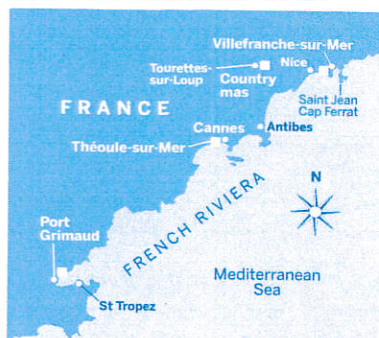 Villefranche-sur-Mer
Tourettes-
sur-Loup
Nice
Country
mas
Saint Jean
Cap Ferrat
FRANCE
Cannes
Antibes
Théoule-sur-Mer
N
FRENCH RIVIERA
Port
Grimaud
Mediterranean
Sea
St Tropez